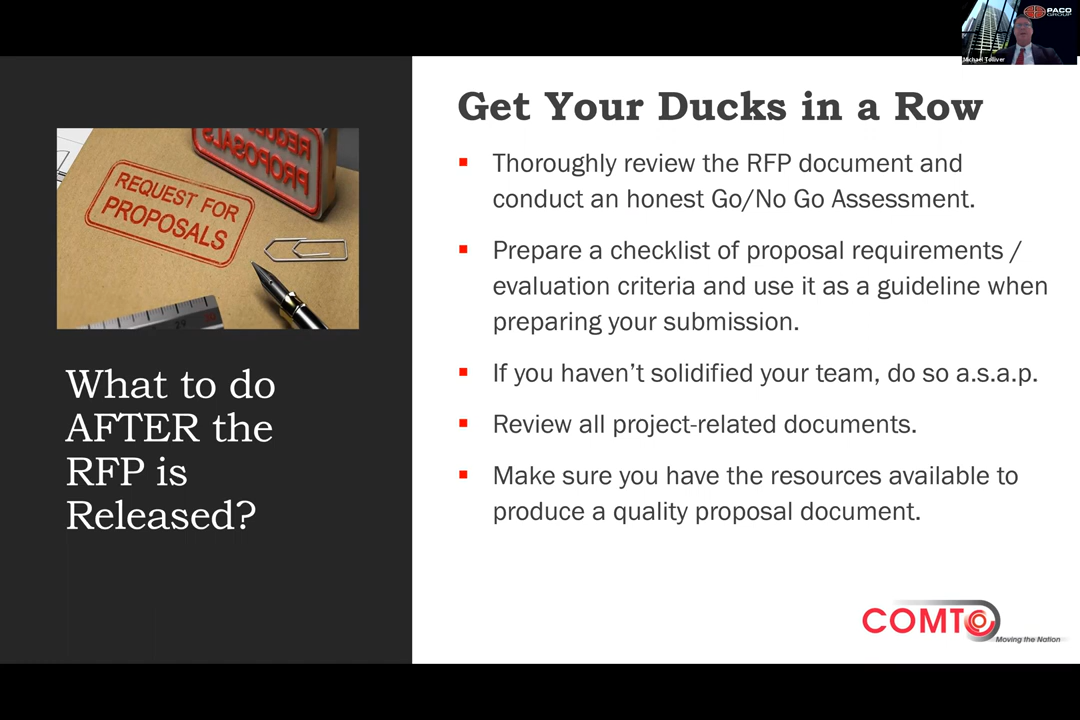 PACO
GROUP
Michael Tolliver
REQUEST FOR
PROPOSALS
REQUEST FOR
PROPOSALS
29
What to do
AFTER the
RFP is
Released?
Get Your Ducks in a Row
Thoroughly review the RFP document and
conduct an honest Go/No Go Assessment.
Prepare a checklist of proposal requirements /
evaluation criteria and use it as a guideline when
preparing your submission.
If you haven’t solidified your team, do so a.s.a.p.
Review all project-related documents.
Make sure you have the resources available to
produce a quality proposal document.
COMTO
Moving the Nation